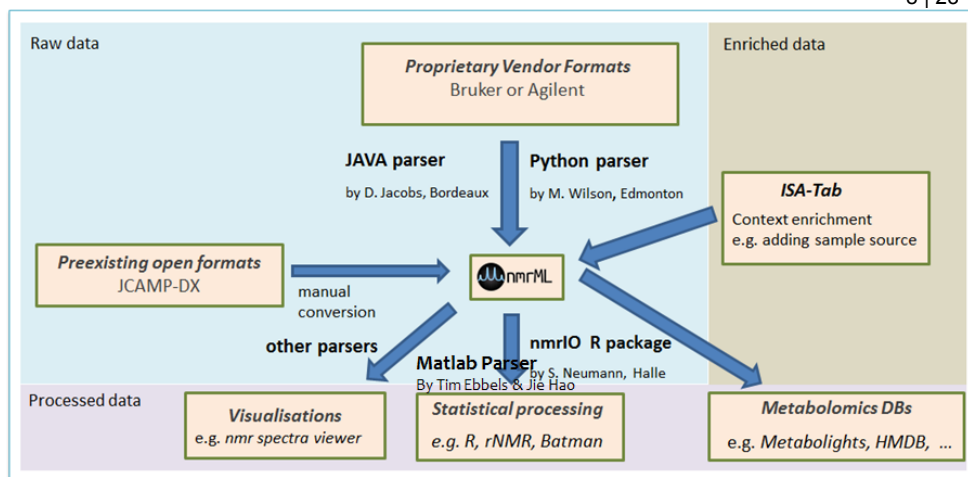 Raw data
Enriched data
Proprietary Vendor Formats
Bruker or Agilent
JAVA parser
by D. Jacobs, Bordeaux
Python parser
by M. Wilson, Edmonton
ISA-Tab
Context enrichment
e.g. adding sample source
Preexisting open formats
JCAMP-DX
manual
conversion
nmrML
other parsers
nmrIO R package
by S. Neumann, Halle
Matlab Parser
By Tim Ebbels & Jie Hao
Processed data
Visualisations
e.g. nmr spectra viewer
Statistical processing
e.g. R, rNMR, Batman
Metabolomics DBs
e.g. Metabolights, HMDB, ...